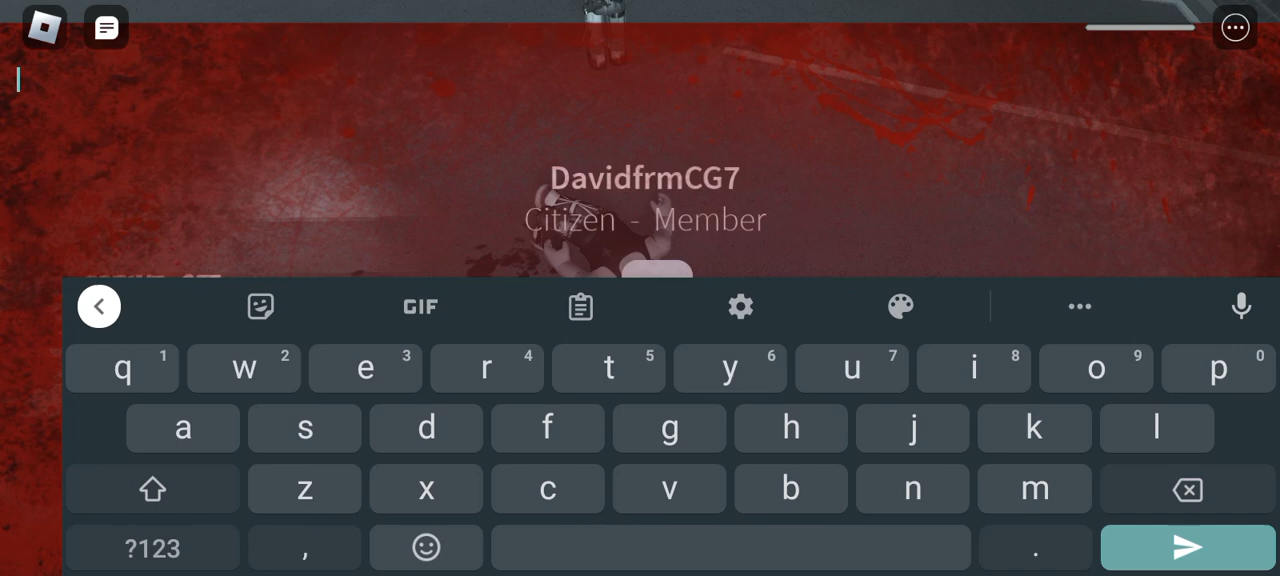 DavidfrmCG7
Citizen - Member
GIF
q 1 w 2 e 3 r 4 t 5 y 6 u 7 i 8 o 9 p 0
a s d f g h j k l
z x c v b n m
?123 , .